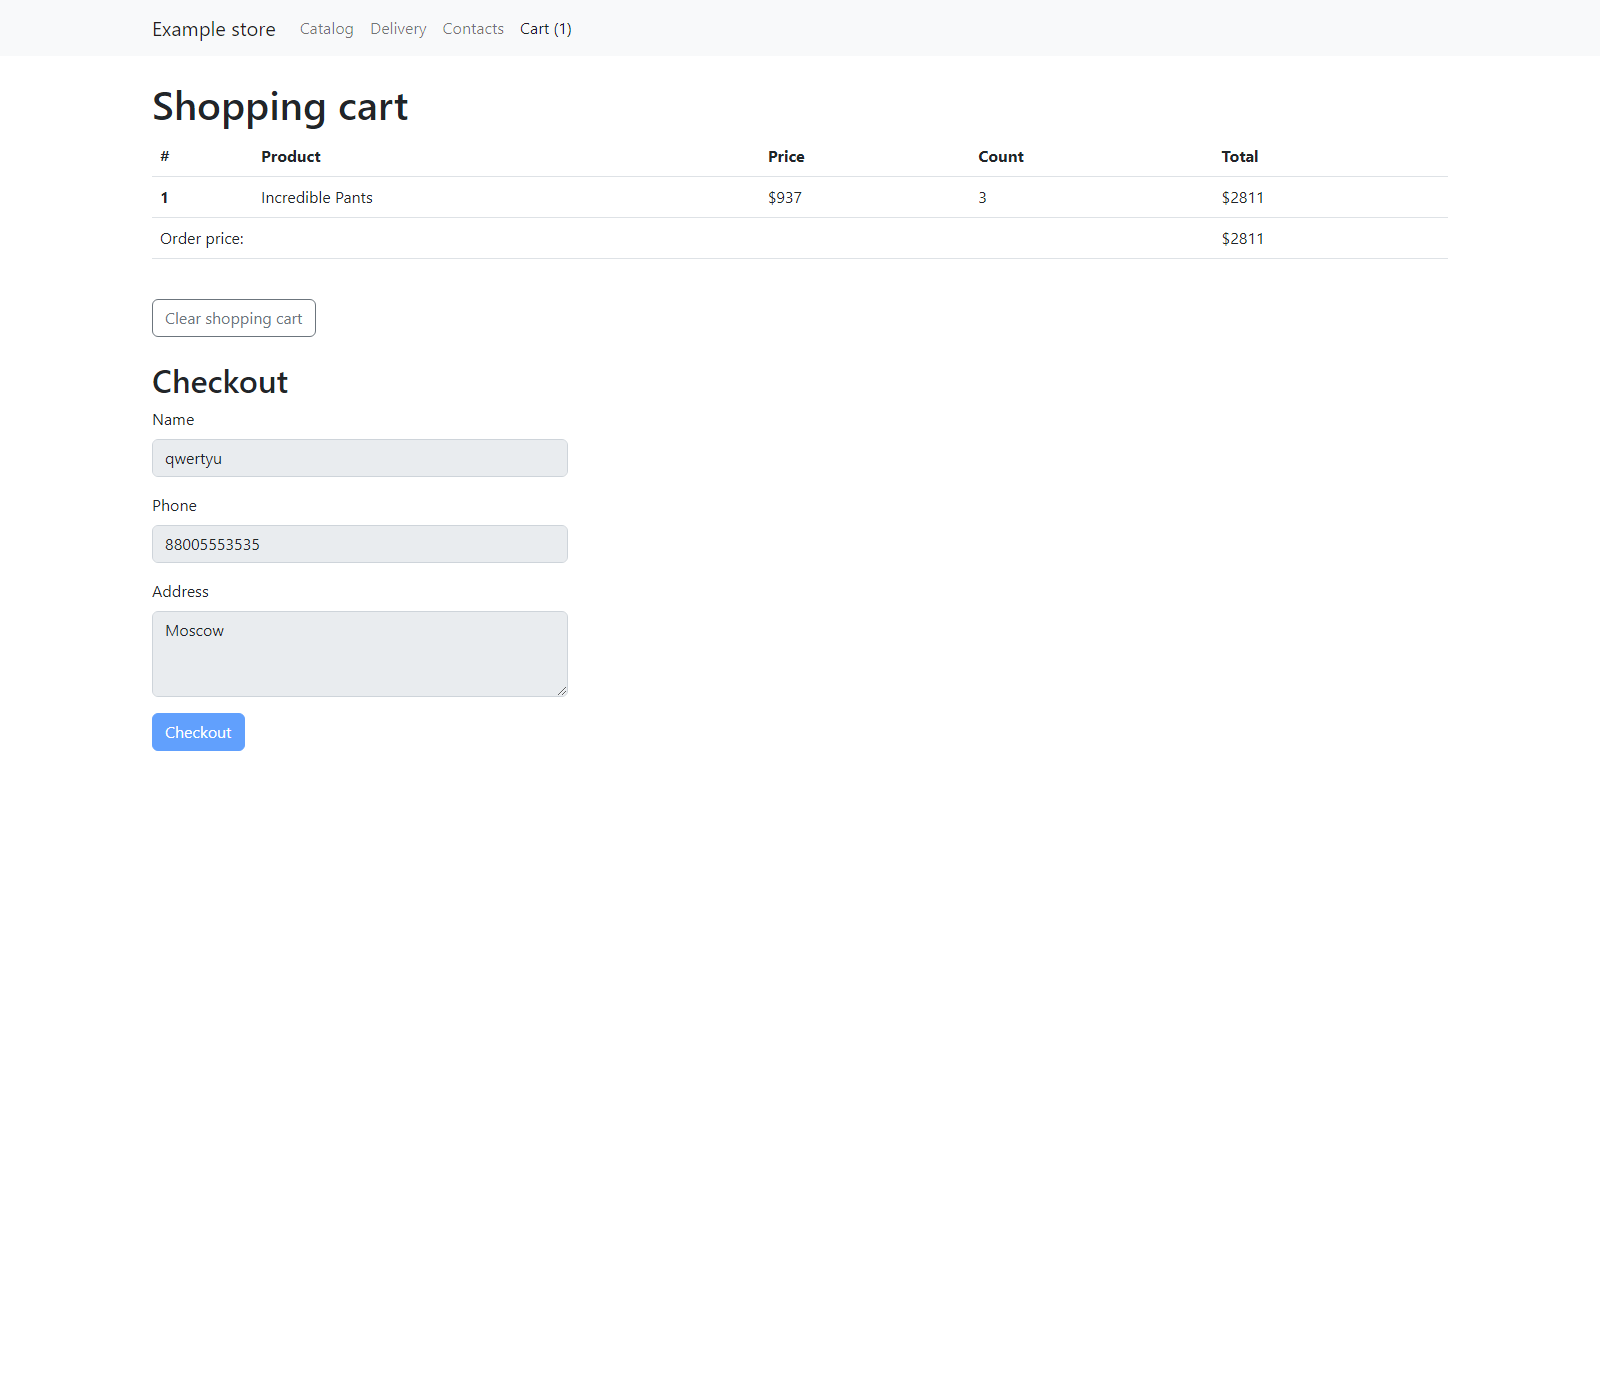 Example store Catalog Delivery Contacts Cart (1)
Shopping cart
# Product Price Count Total
1 Incredible Pants $937 3 $2811
Order price: $2811
Clear shopping cart
Checkout
Name
qwertyu
Phone
88005553535
Address
Moscow
Checkout